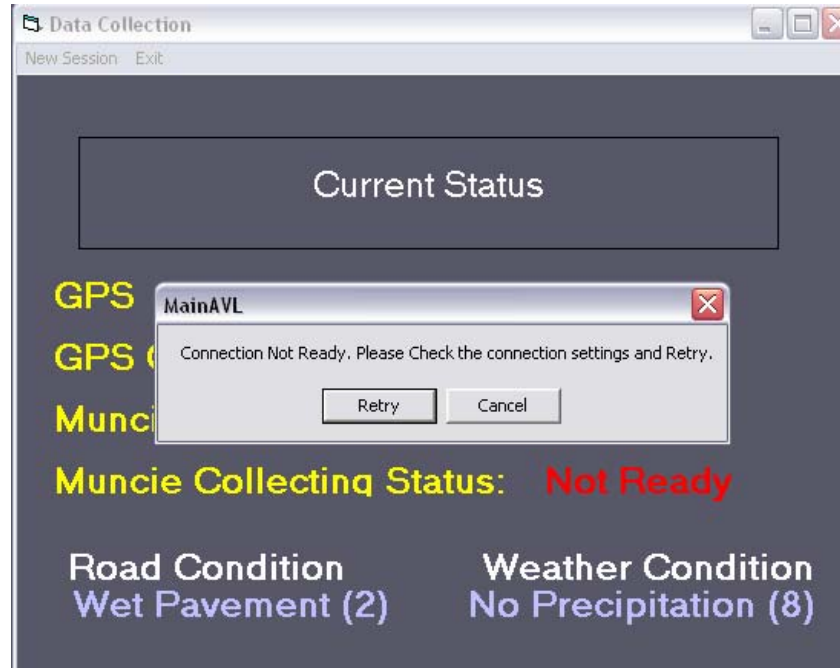 Data Collection
New Session Exit
Current Status
GPS
GPS
MainAVL
Connection Not Ready. Please Check the connection settings and Retry.
Retry Cancel
Muncie Collecting Status: Not Ready
Road Condition Weather Condition
Wet Pavement (2) No Precipitation (8)